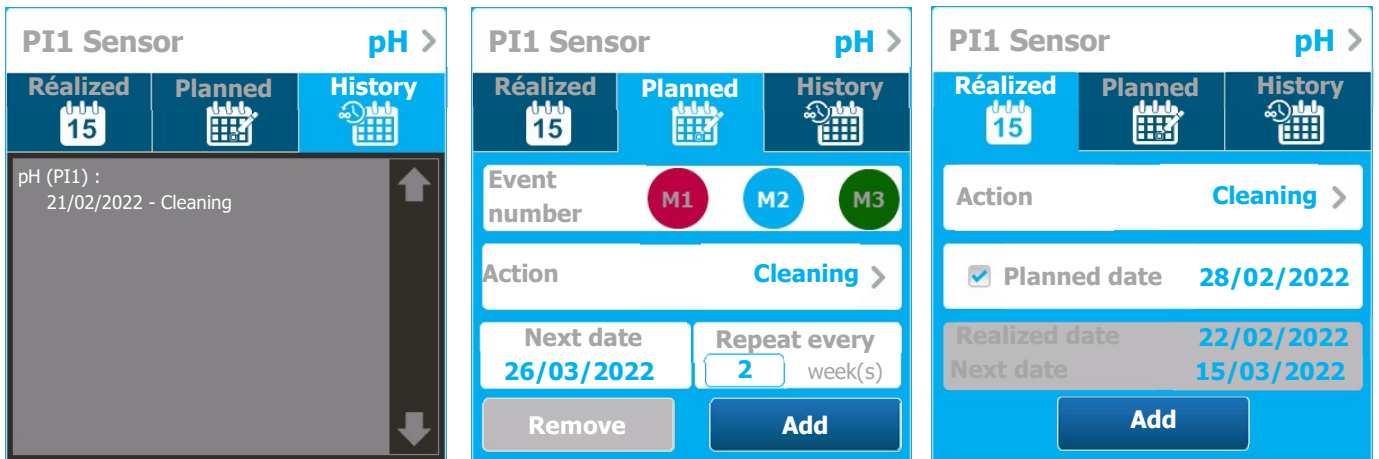 PI1 Sensor pH >
Réalized Planned History
15
pH (PI1) :
21/02/2022 - Cleaning
PI1 Sensor pH >
Réalized Planned History
15
Event
number M1 M2 M3
Action Cleaning >
Next date Repeat every
26/03/2022 2 week(s)
Remove Add
PI1 Sensor pH >
Réalized Planned History
15
Action Cleaning >
Planned date 28/02/2022
Realized date 22/02/2022
Next date 15/03/2022
Add